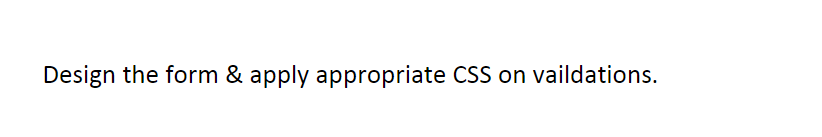 Design the form & apply appropriate CSS on vaildations.